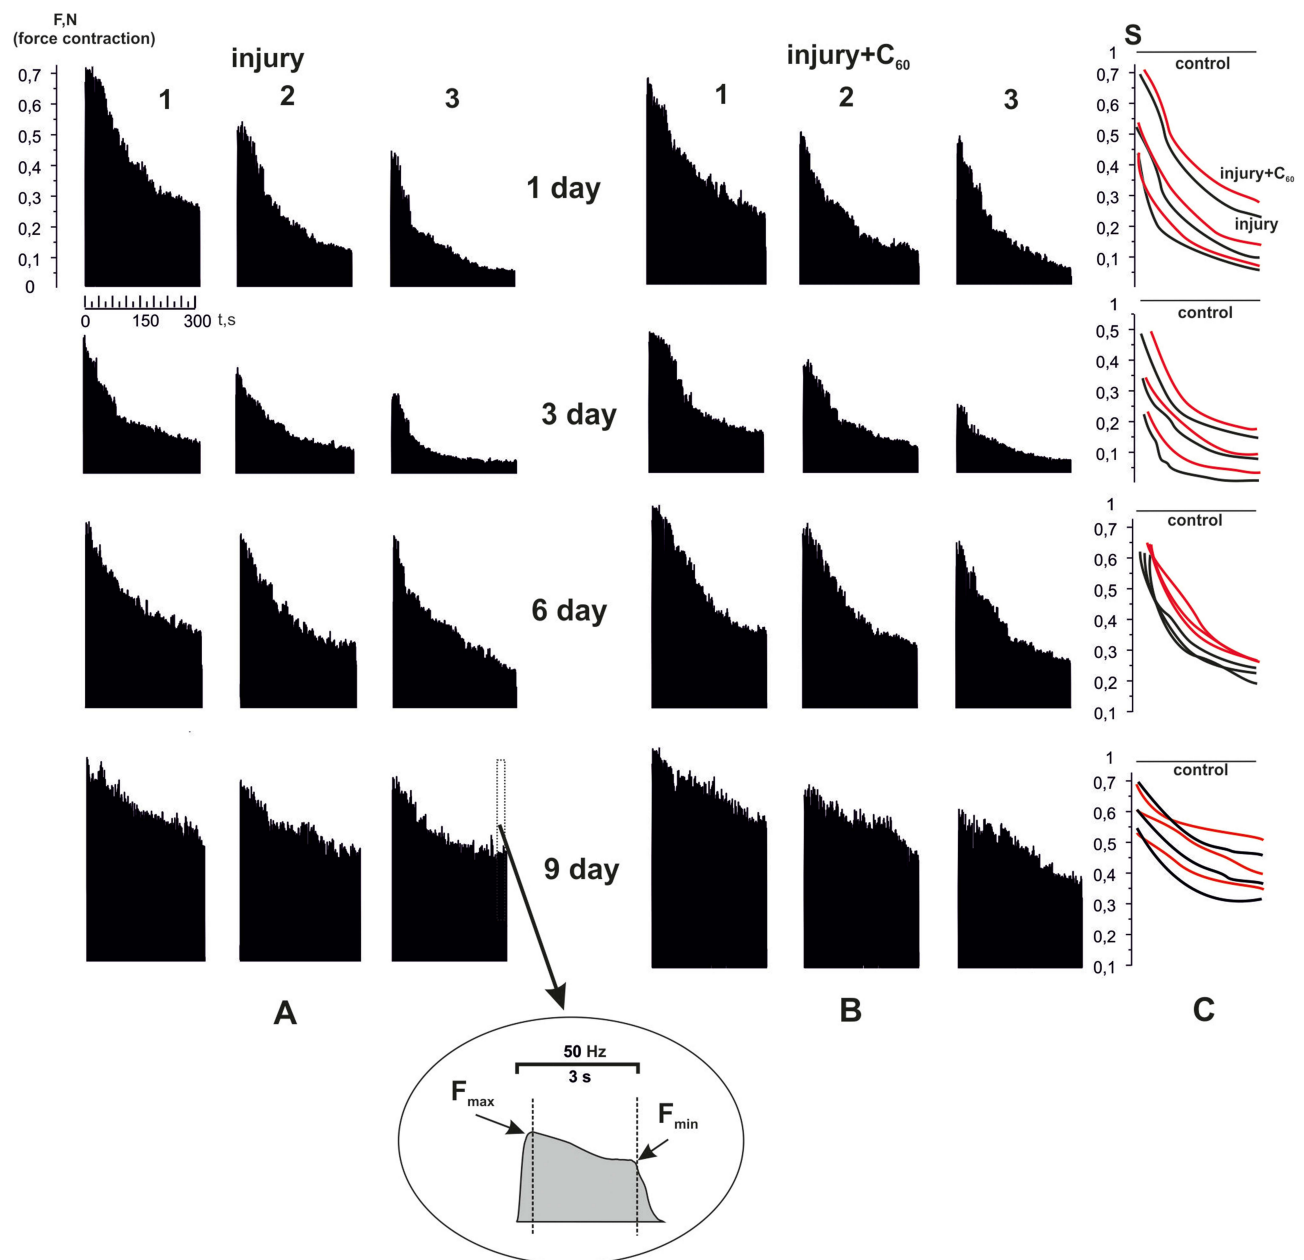 F,N
(force contraction)
injury
injury+C60
S
1 2 3
1 2 3
0,7
0,6
0,5
0,4
0,3
0,2
0,1
0
0 150 300 t,s
1 day
1
control
0,7
0,6
0,5
0,4
0,3
0,2
0,1
injury+C60
injury
3 day
1
control
0,5
0,4
0,3
0,2
0,1
6 day
1
control
0,7
0,6
0,5
0,4
0,3
0,2
0,1
9 day
1
control
0,7
0,6
0,5
0,4
0,3
0,2
0,1
A B C
50 Hz
3 s
Fmax
Fmin